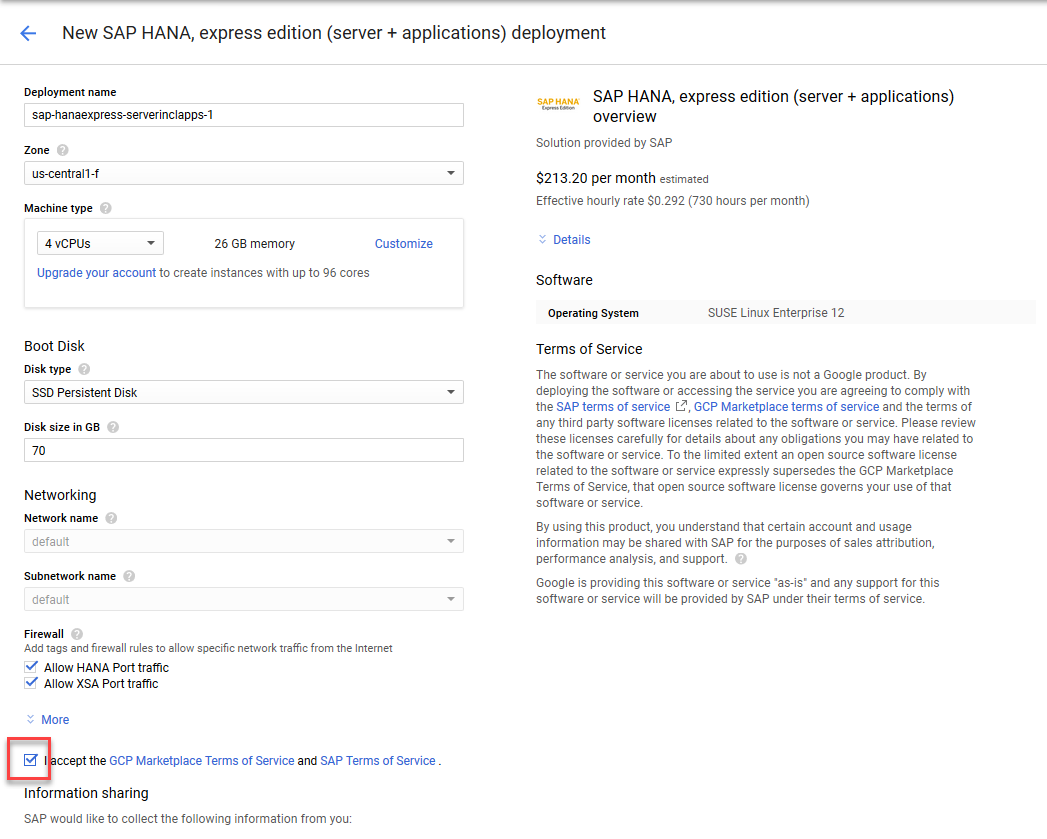 New SAP HANA, express edition (server + applications) deployment
Deployment name
sap-hanaexpress-serverinclapps-1
Zone
us-central1-f
Machine type
4 vCPUs
26 GB memory
Customize
Upgrade your account to create instances with up to 96 cores
Boot Disk
Disk type
SSD Persistent Disk
Disk size in GB
70
Networking
Network name
default
Subnetwork name
default
Firewall
Add tags and firewall rules to allow specific network traffic from the Internet
Allow HANA Port traffic
Allow XSA Port traffic
More
I accept the GCP Marketplace Terms of Service and SAP Terms of Service .
Information sharing
SAP would like to collect the following information from you:
SAP HANA
Express Edition
SAP HANA, express edition (server + applications)
overview
Solution provided by SAP
$213.20 per month estimated
Effective hourly rate $0.292 (730 hours per month)
Details
Software
Operating System SUSE Linux Enterprise 12
Terms of Service
The software or service you are about to use is not a Google product. By
deploying the software or accessing the service you are agreeing to comply with
the SAP terms of service , GCP Marketplace terms of service and the terms of
any third party software licenses related to the software or service. Please review
these licenses carefully for details about any obligations you may have related to
the software or service. To the limited extent an open source software license
related to the software or service expressly supersedes the GCP Marketplace
Terms of Service, that open source software license governs your use of that
software or service.
By using this product, you understand that certain account and usage
information may be shared with SAP for the purposes of sales attribution,
performance analysis, and support.
Google is providing this software or service "as-is" and any support for this
software or service will be provided by SAP under their terms of service.